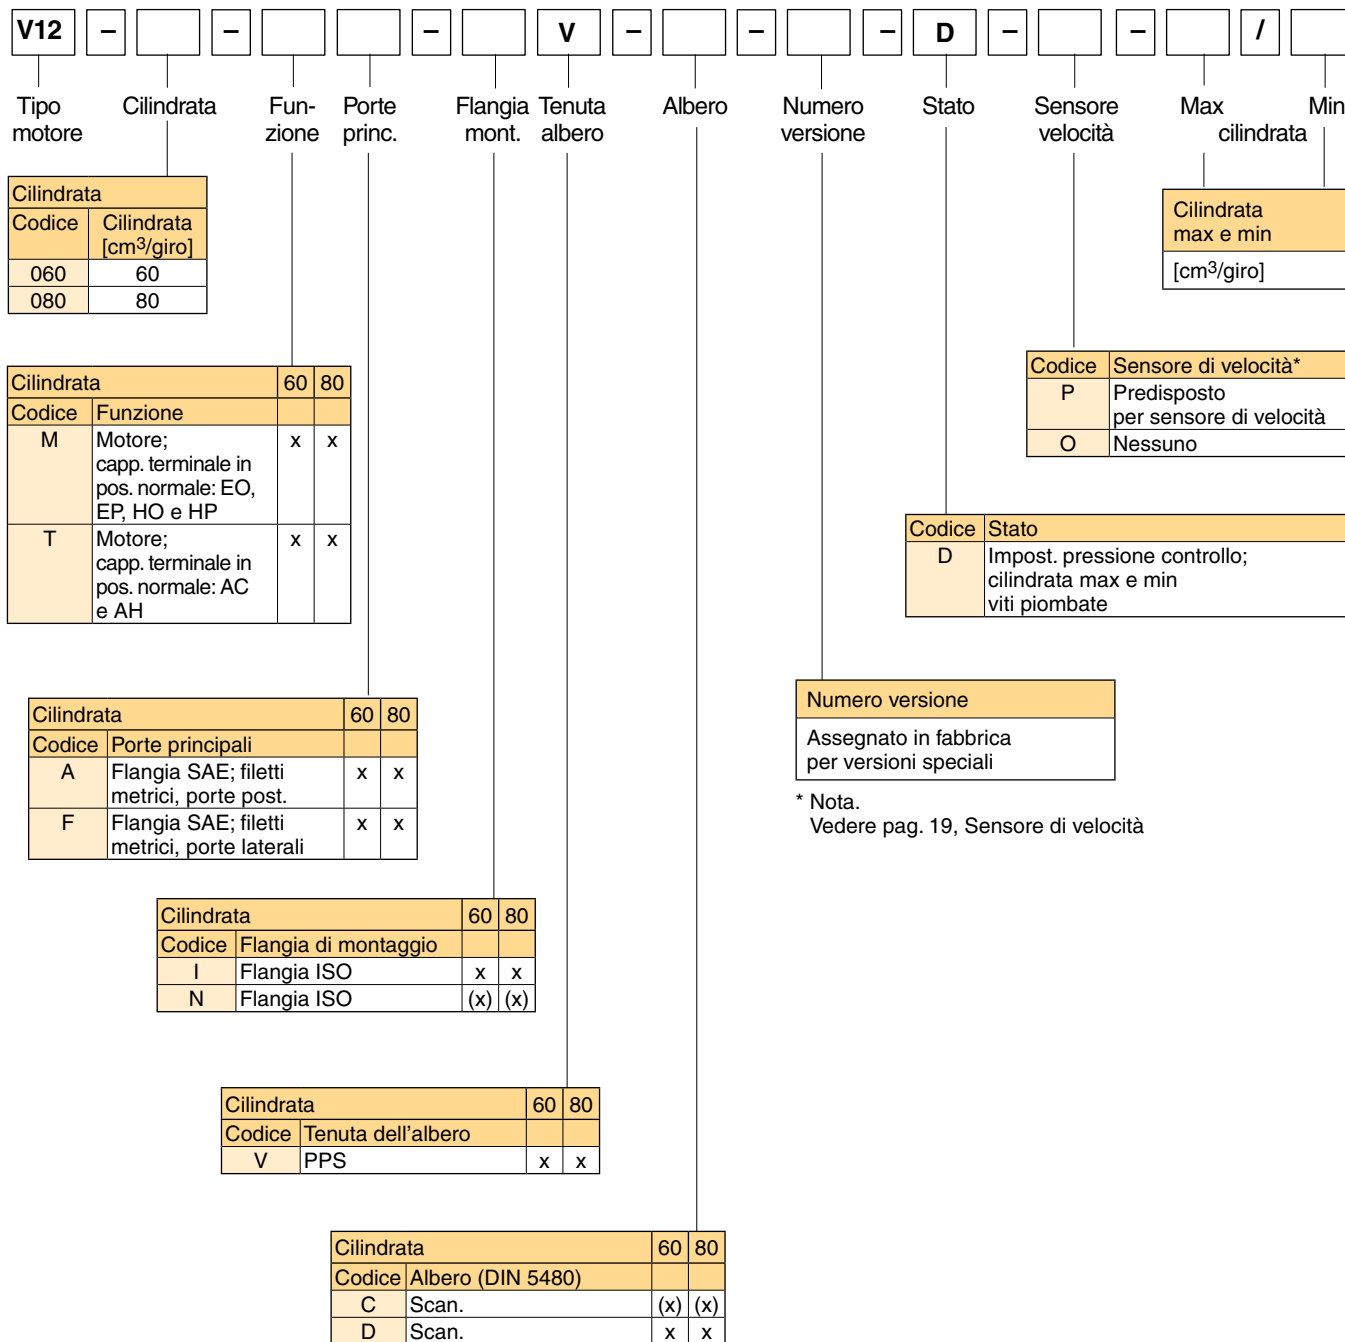 V12 – – – V – – – D – – /
Tipo motore
Cilindrata
Fun-
zione
Porte princ.
Flangia mont.
Tenuta albero
Albero
Numero versione
Stato
Sensore velocità
Max Min
cilindrata
Cilindrata
Codice Cilindrata [cm³/giro]
060 60
080 80
Cilindrata
max e min
[cm³/giro]
Codice Sensore di velocità*
P Predisposto
per sensore di velocità
O Nessuno
Cilindrata 60 80
Codice Funzione
M Motore; x x
capp. terminale in
pos. normale: EO,
EP, HO e HP
T Motore; x x
capp. terminale in
pos. normale: AC
e AH
Codice Stato
D Impost. pressione controllo;
cilindrata max e min
viti piombate
Cilindrata 60 80
Codice Porte principali
A Flangia SAE; filetti x x
metrici, porte post.
F Flangia SAE; filetti x x
metrici, porte laterali
Numero versione
Assegnato in fabbrica
per versioni speciali
* Nota.
Vedere pag. 19, Sensore di velocità
Cilindrata 60 80
Codice Flangia di montaggio
I Flangia ISO x x
N Flangia ISO (x) (x)
Cilindrata 60 80
Codice Tenuta dell'albero
V PPS x x
Cilindrata 60 80
Codice Albero (DIN 5480)
C Scan. (x) (x)
D Scan. x x